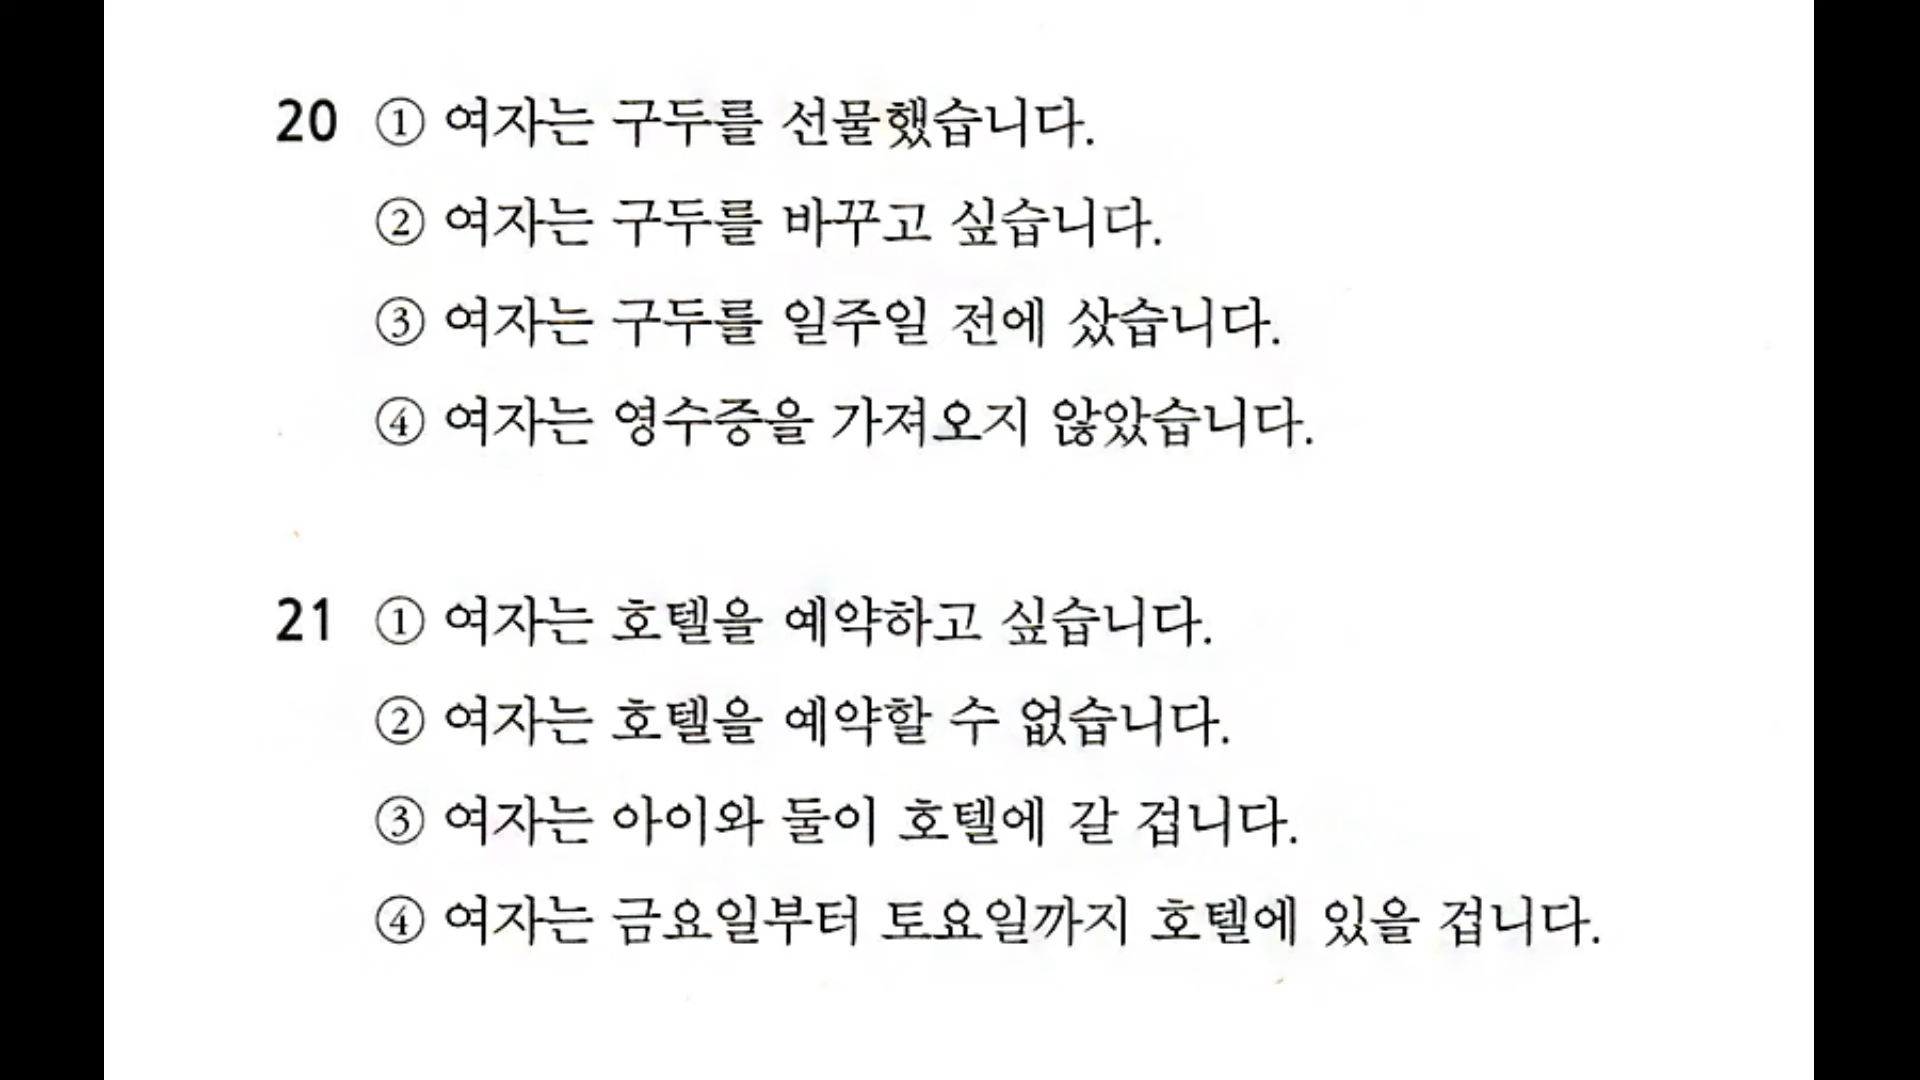 20 ① 여자는 구두를 선물했습니다.
② 여자는 구두를 바꾸고 싶습니다.
③ 여자는 구두를 일주일 전에 샀습니다.
④ 여자는 영수증을 가져오지 않았습니다.
21 ① 여자는 호텔을 예약하고 싶습니다.
② 여자는 호텔을 예약할 수 없습니다.
③ 여자는 아이와 둘이 호텔에 갈 겁니다.
④ 여자는 금요일부터 토요일까지 호텔에 있을 겁니다.